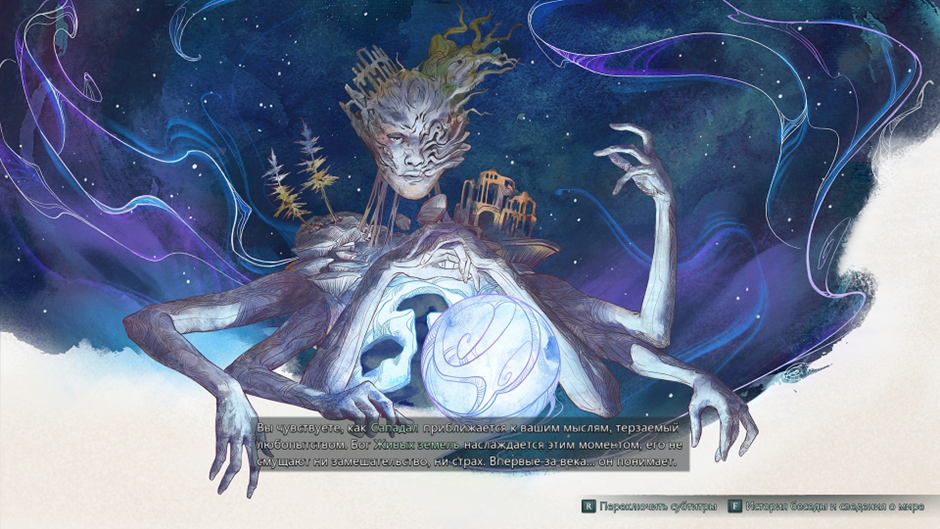 Вы чувствуете, как Сападал приближается к вашим мыслям, терзаемый
любопытством. Бог Живых земель наслаждается этим моментом, его не
смущают ни замешательство, ни страх. Впервые за века... он понимает.
R Переключить субтитры F История беседы и сведения о мире